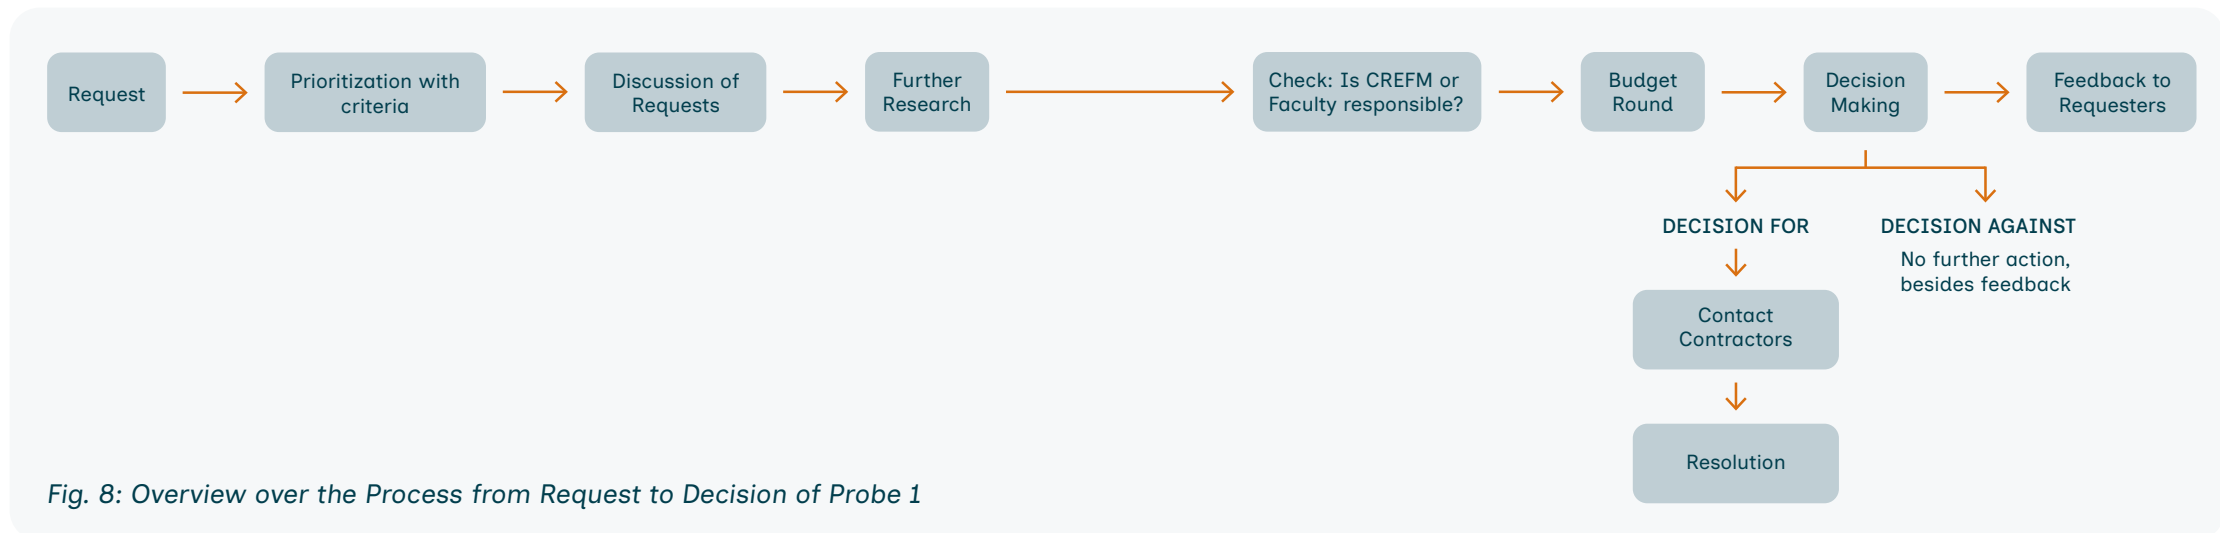 Request
Prioritization with
criteria
Discussion of
Requests
Further
Research
Check: Is CREFM or
Faculty responsible?
Budget
Round
Decision
Making
Feedback to
Requesters
DECISION FOR
DECISION AGAINST
No further action,
besides feedback
Contact
Contractors
Resolution
Fig. 8: Overview over the Process from Request to Decision of Probe 1